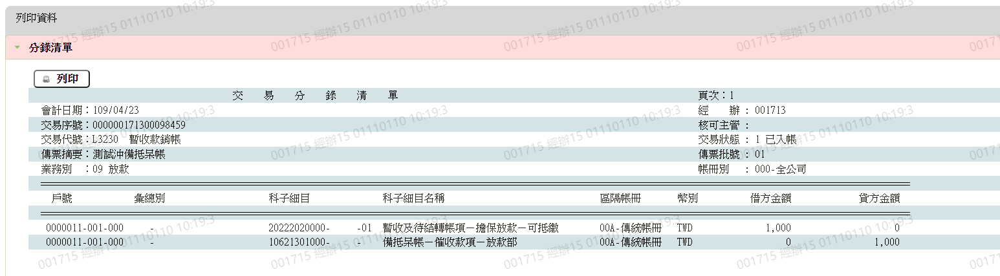 列印資料
分錄清單
列印
交 易 分 錄 清 單 頁次：1
會計日期：109/04/23 經 辦 : 001713
交易序號：000000171300098459 核可主管 :
交易代號：L3230 暫收款銷帳 交易狀態 : 1 已入帳
傳票摘要：測試沖備抵呆帳 傳票批號 : 01
業務別 ：09 放款 帳冊別 : 000-全公司
戶號 彙總別 科子細目 科子細目名稱 區隔帳冊 幣別 借方金額 貸方金額
0000011-001-000 - 20222020000- -01 暫收及待結轉帳項－擔保放款－可抵繳 00A-傳統帳冊 TWD 1,000 0
0000011-001-000 - 10621301000- - 備抵呆帳－催收款項－放款部 00A-傳統帳冊 TWD 0 1,000
001715 經辦15 01110110 10:19:3